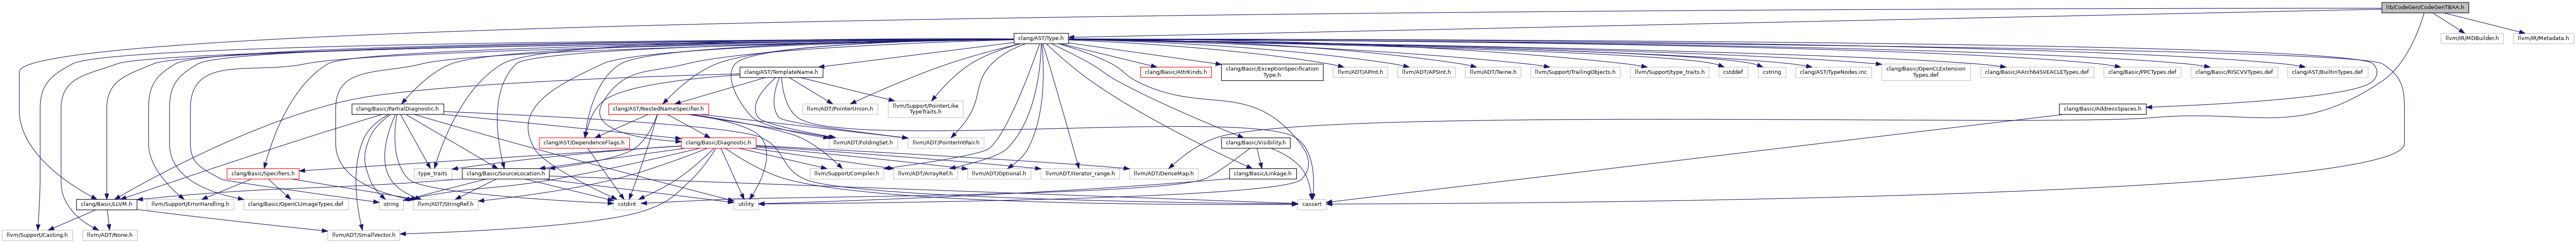 lib/CodeGen/CodeGenTBAA.h
clang/AST/Type.h
llvm/IR/MDBuilder.h
llvm/IR/Metadata.h
clang/AST/TemplateName.h
clang/Basic/AttrKinds.h
clang/Basic/ExceptionSpecification
Type.h
llvm/ADT/APInt.h
llvm/ADT/APSInt.h
llvm/ADT/Twine.h
llvm/Support/TrailingObjects.h
llvm/Support/type_traits.h
cstddef
cstring
clang/AST/TypeNodes.inc
clang/Basic/OpenCLExtension
Types.def
clang/Basic/AArch64SVEACLETypes.def
clang/Basic/PPCTypes.def
clang/Basic/RISCVVTypes.def
clang/AST/BuiltinTypes.def
clang/Basic/PartialDiagnostic.h
clang/AST/NestedNameSpecifier.h
llvm/ADT/PointerUnion.h
llvm/Support/PointerLike
TypeTraits.h
clang/Basic/AddressSpaces.h
clang/AST/DependenceFlags.h
clang/Basic/Diagnostic.h
llvm/ADT/FoldingSet.h
llvm/ADT/PointerIntPair.h
clang/Basic/Visibility.h
clang/Basic/Specifiers.h
type_traits
clang/Basic/SourceLocation.h
llvm/Support/Compiler.h
llvm/ADT/ArrayRef.h
llvm/ADT/Optional.h
llvm/ADT/iterator_range.h
llvm/ADT/DenseMap.h
clang/Basic/Linkage.h
clang/Basic/LLVM.h
llvm/Support/ErrorHandling.h
clang/Basic/OpenCLImageTypes.def
string
llvm/ADT/StringRef.h
cstdint
utility
cassert
llvm/Support/Casting.h
llvm/ADT/None.h
llvm/ADT/SmallVector.h